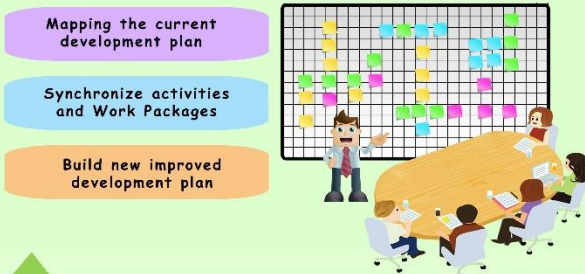 Mapping the current
development plan
Synchronize activities
and Work Packages
Build new improved
development plan